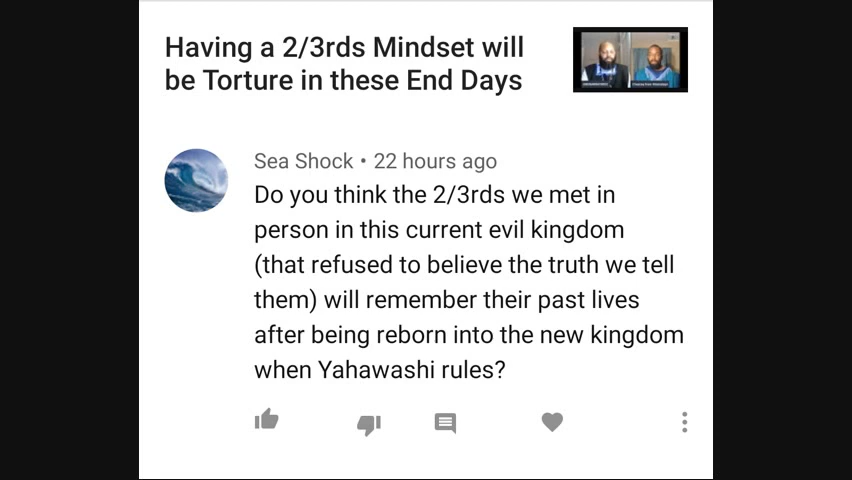 Having a 2/3rds Mindset will
be Torture in these End Days
Sea Shock • 22 hours ago
Do you think the 2/3rds we met in
person in this current evil kingdom
(that refused to believe the truth we tell
them) will remember their past lives
after being reborn into the new kingdom
when Yahawashi rules?